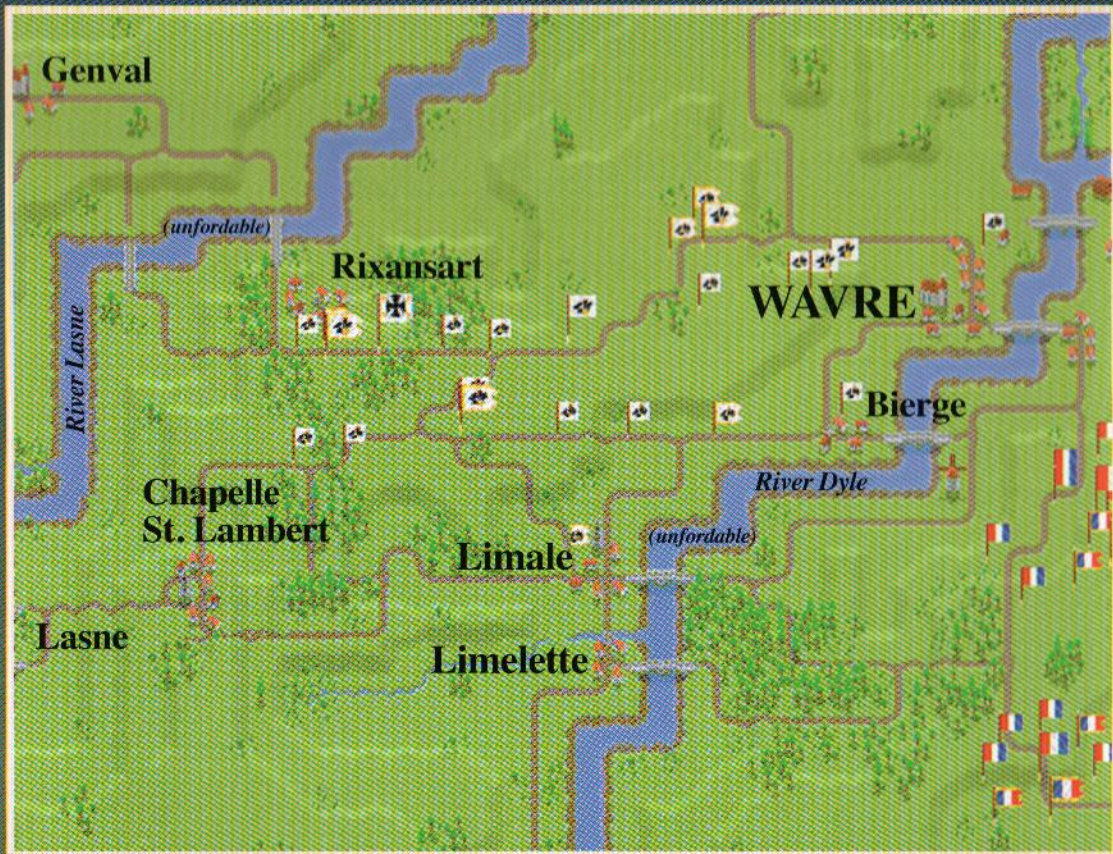 Genval
(unfordable)
Rixansart
WAVRE
River Lasne
Bierge
Chapelle
St. Lambert
River Dyle
(unfordable)
Limale
Lasne
Limelette